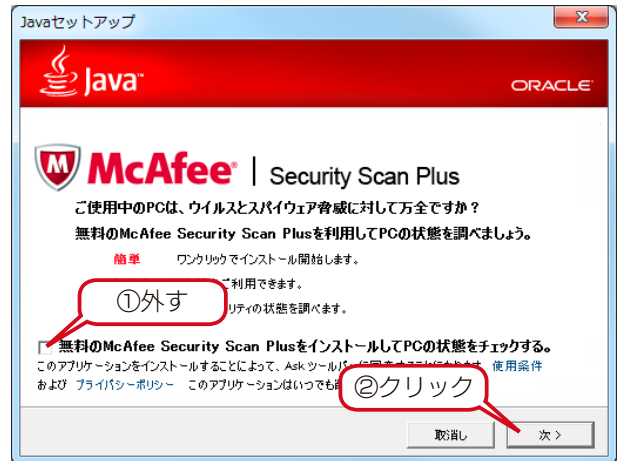 Javaセットアップ
Java
ORACLE
McAfee | Security Scan Plus
ご使用中のPCは、ウイルスとスパイウェア脅威に対して万全ですか?
無料のMcAfee Security Scan Plusを利用してPCの状態を調べましょう。
簡単 ワンクリックでインストール開始します。
ご利用できます。
リティの状態を調べます。
①外す
無料のMcAfee Security Scan PlusをインストールしてPCの状態をチェックする。
このアプリケーションをインストールすることによって、Ask ツールバー 使用条件
および プライバシーポリシー このアプリケーションはいつでも
②クリック
取消し
次 >